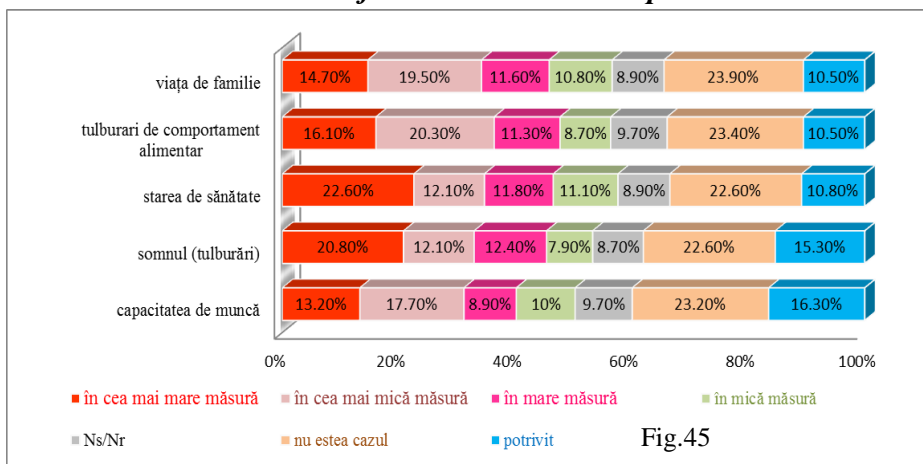 viața de familie
14.70% 19.50% 11.60% 10.80% 8.90% 23.90% 10.50%
tulburari de comportament
alimentar
16.10% 20.30% 11.30% 8.70% 9.70% 23.40% 10.50%
starea de sănătate
22.60% 12.10% 11.80% 11.10% 8.90% 22.60% 10.80%
somnul (tulburări)
20.80% 12.10% 12.40% 7.90% 8.70% 22.60% 15.30%
capacitatea de muncă
13.20% 17.70% 8.90% 10% 9.70% 23.20% 16.30%
0% 20% 40% 60% 80% 100%
în cea mai mare măsură în cea mai mică măsură în mare măsură în mică măsură
Ns/Nr nu estea cazul potrivit Fig.45